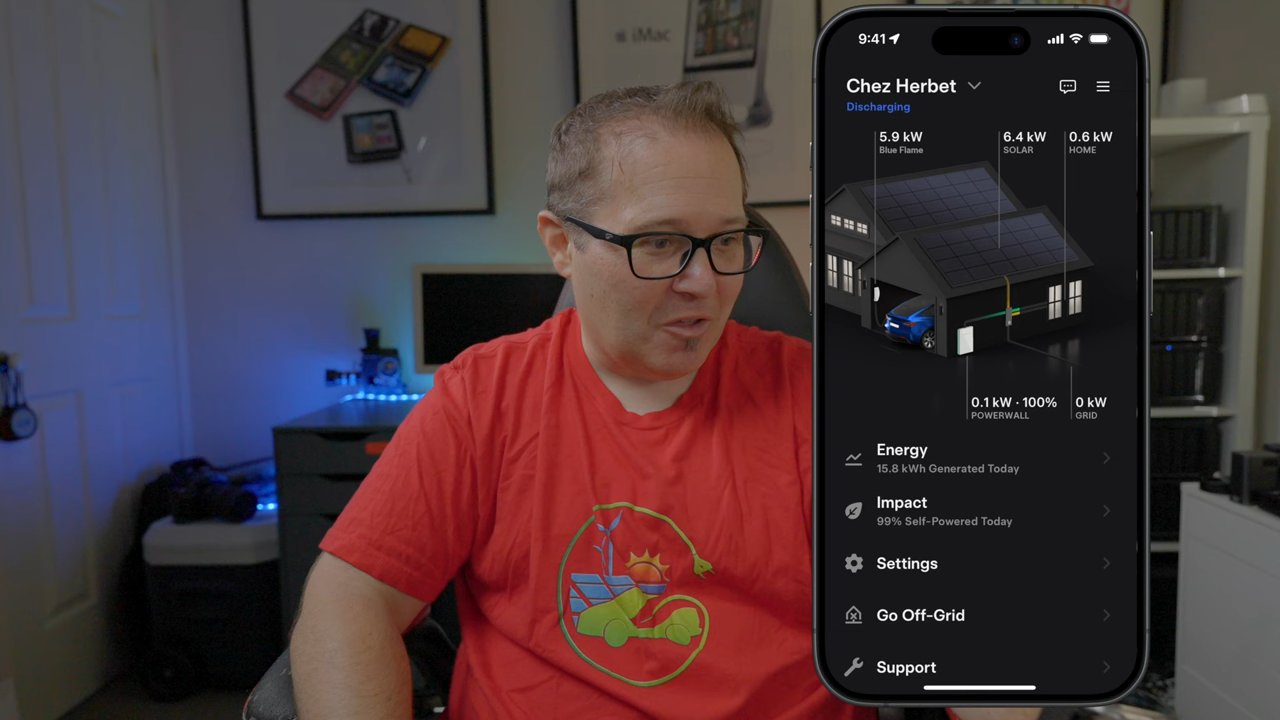 iMac
9:41
Chez Herbet
Discharging
5.9 kW
Blue Flame
6.4 kW
SOLAR
0.6 kW
HOME
0.1 kW · 100%
POWERWALL
0 kW
GRID
Energy
15.8 kWh Generated Today
Impact
99% Self-Powered Today
Settings
Go Off-Grid
Support